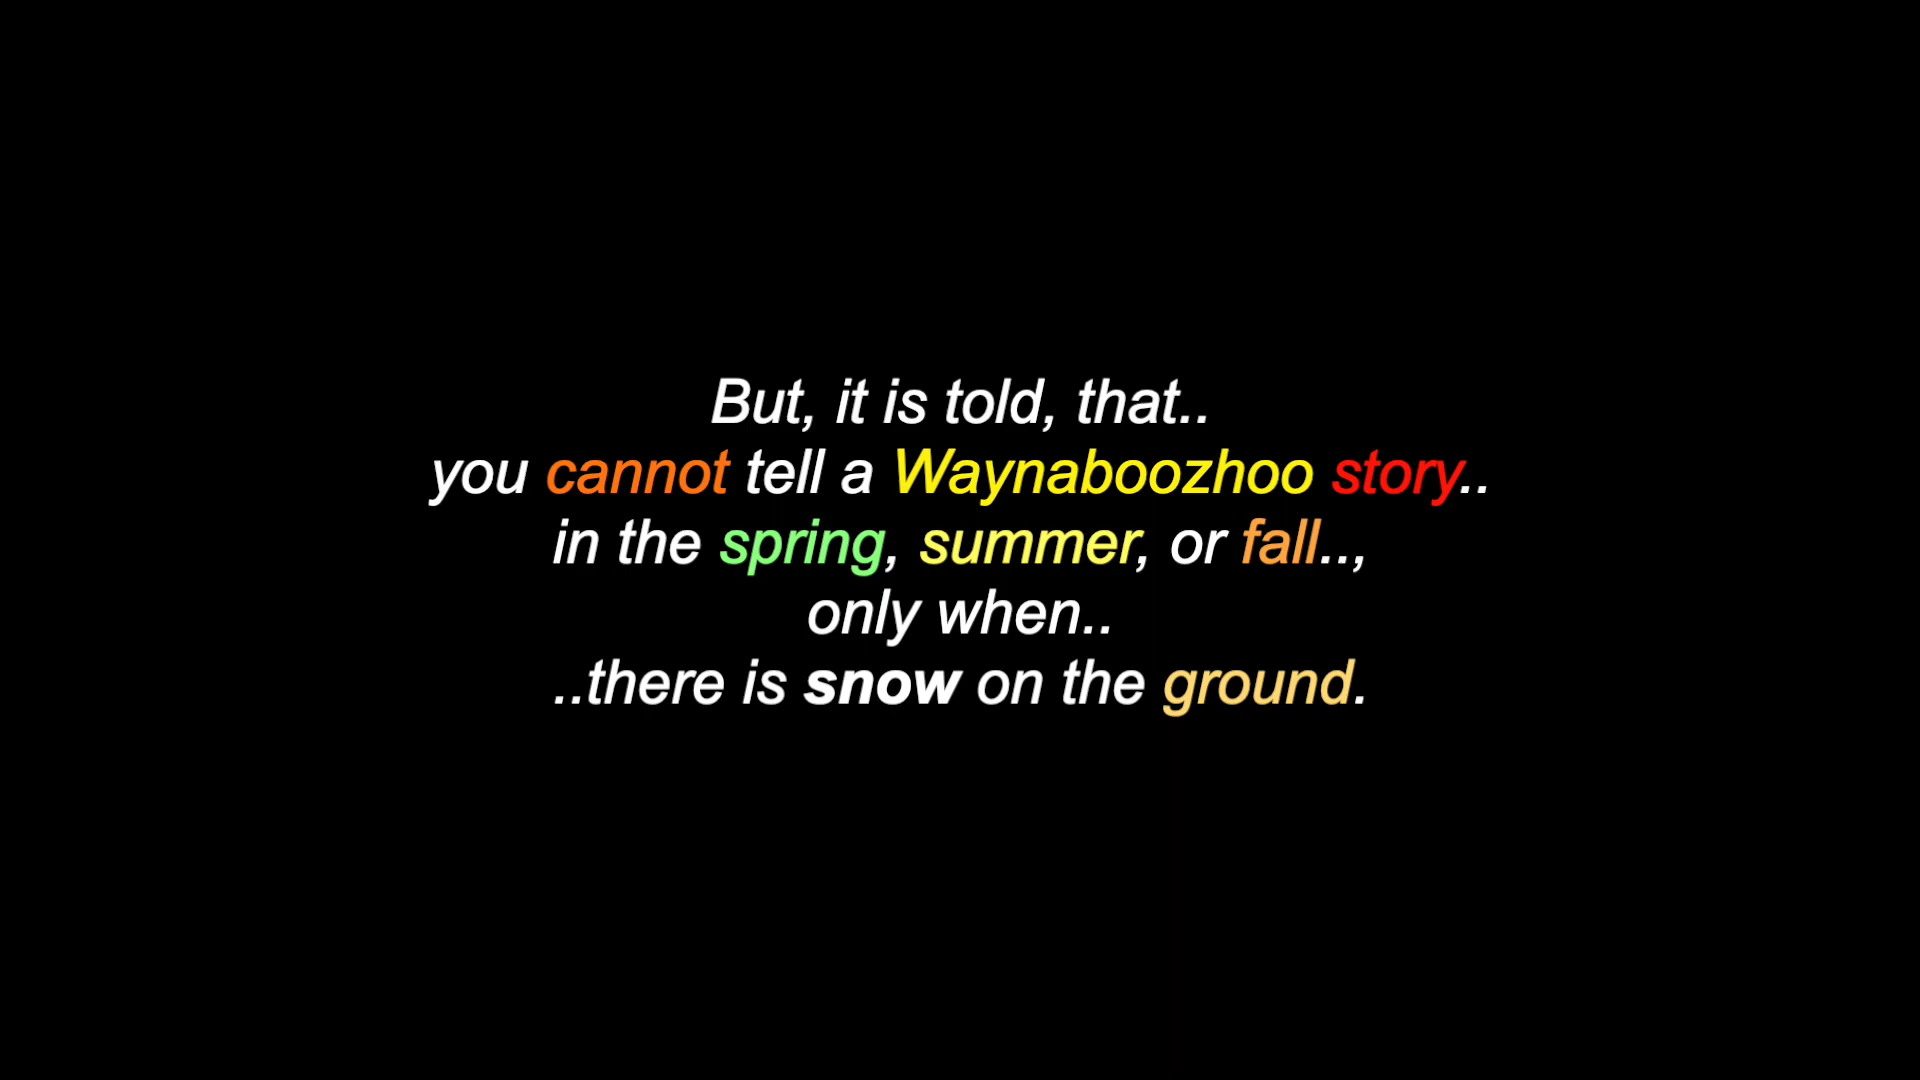 But, it is told, that..
you cannot tell a Waynaboozhoo story..
in the spring, summer, or fall..,
only when..
..there is snow on the ground.